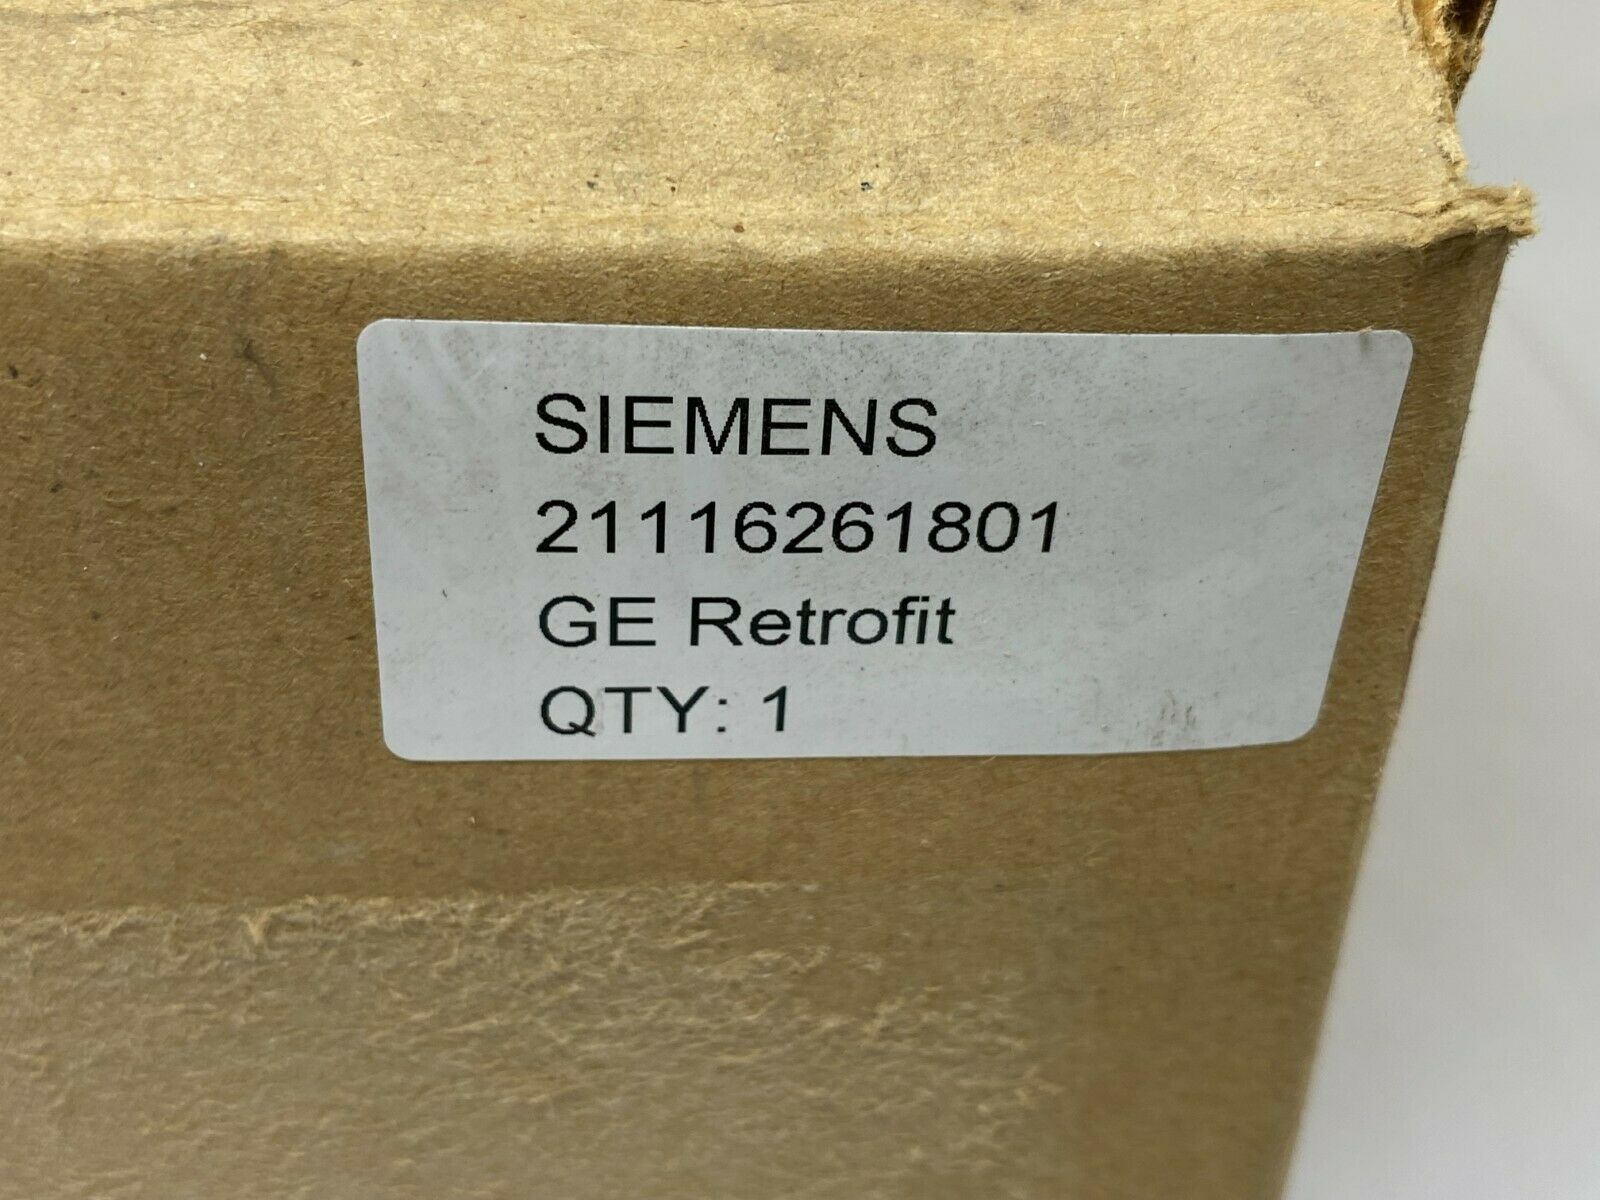 SIEMENS
21116261801
GE Retrofit
QTY: 1